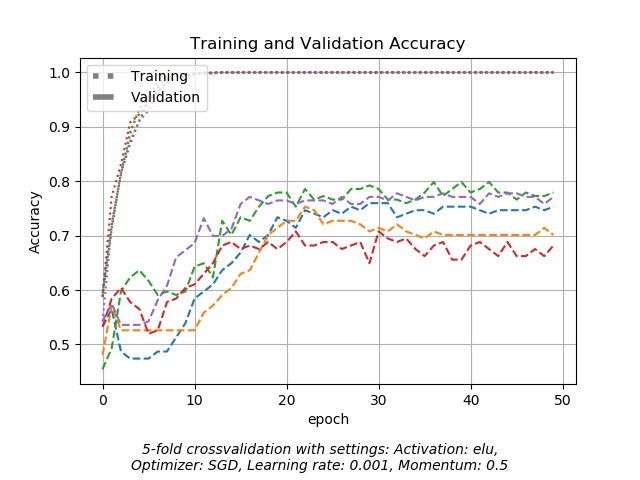 Training and Validation Accuracy
Training
Validation
1.0
0.9
0.8
0.7
0.6
0.5
Accuracy
0 10 20 30 40 50
epoch
5-fold crossvalidation with settings: Activation: elu,
Optimizer: SGD, Learning rate: 0.001, Momentum: 0.5